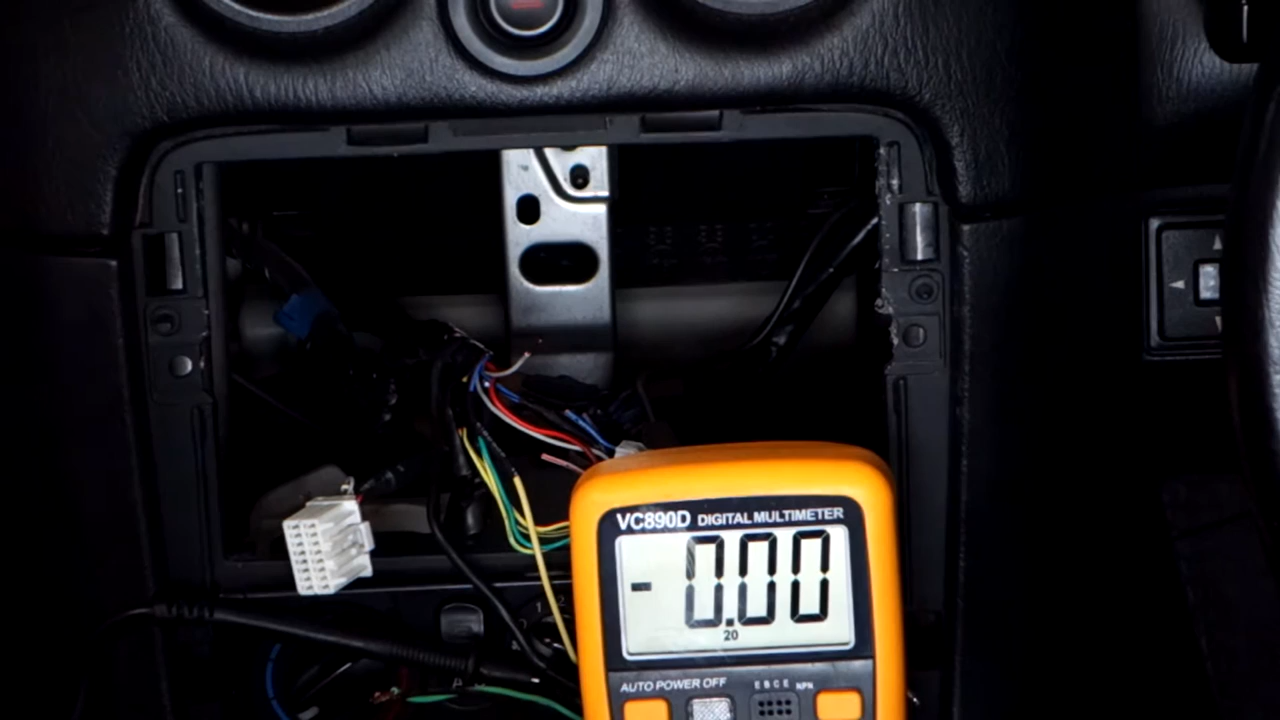 VC890D DIGITAL MULTIMETER
- 0.00
20
AUTO POWER OFF
E B C E NPN